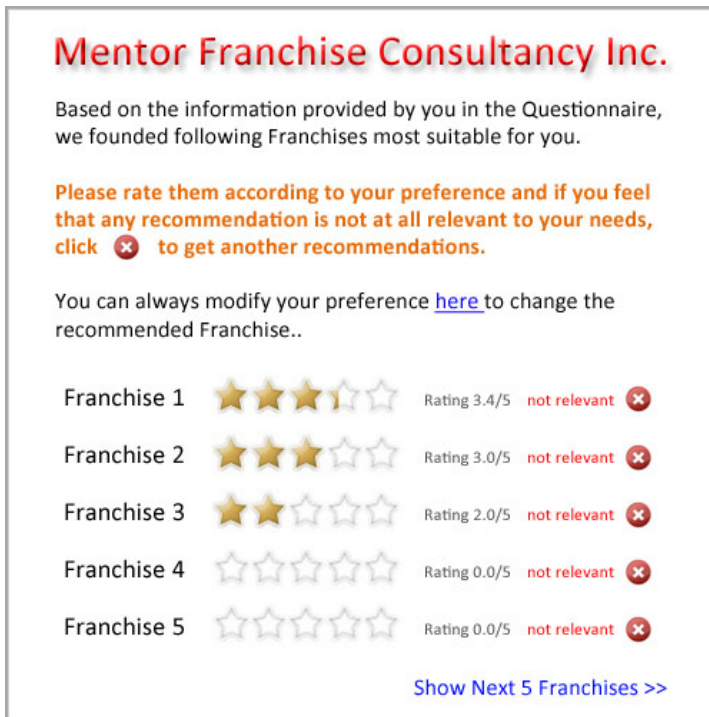 Mentor Franchise Consultancy Inc.
Based on the information provided by you in the Questionnaire,
we founded following Franchises most suitable for you.
Please rate them according to your preference and if you feel
that any recommendation is not at all relevant to your needs,
click to get another recommendations.
You can always modify your preference here to change the
recommended Franchise..
Franchise 1 Rating 3.4/5 not relevant
Franchise 2 Rating 3.0/5 not relevant
Franchise 3 Rating 2.0/5 not relevant
Franchise 4 Rating 0.0/5 not relevant
Franchise 5 Rating 0.0/5 not relevant
Show Next 5 Franchises >>